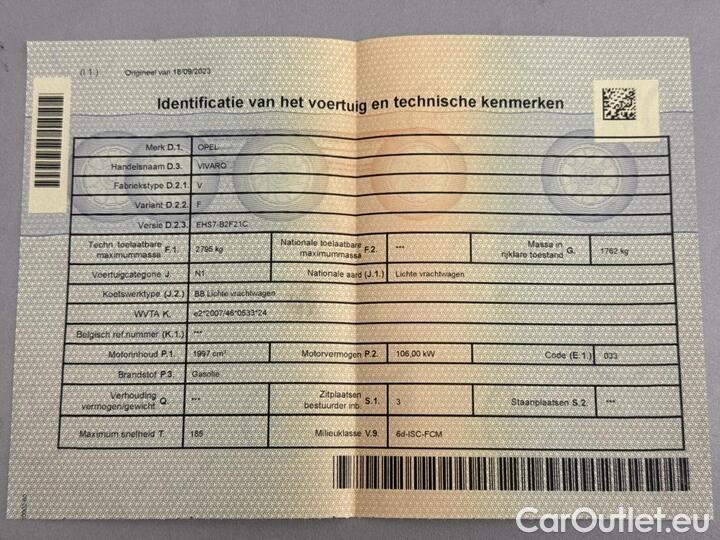 (I 1.) Origineel van 18/09/2023
Identificatie van het voertuig en technische kenmerken
Merk D.1. OPEL
Handelsnaam D.3. VIVARO
Fabriekstype D.2.1. V
Variant D.2.2. F
Versie D.2.3. EHS7-B2F21C
Techn toelaatbare maximummassa F.1. 2795 kg Nationale toelaatbare maximummassa F.2. *** Massa in rijklare toestand G. 1762 kg
Voertuigcategorie J. N1 Nationale aard (J.1.) Lichte vrachtwagen
Koetswerktype (J.2.) BB Lichte vrachtwagen
WVTA K. e2*2007/46*0533*24
Belgisch ref.nummer (K.1.) ***
Motorinhoud P.1. 1997 cm³ Motorvermogen P.2. 106,00 kW Code (E.1.) 033
Brandstof P.3. Gasolie
Verhouding vermogen/gewicht Q. *** Zitplaatsen bestuurder inb. S.1. 3 Staanplaatsen S.2. ***
Maximum snelheid T. 185 Milieuklasse V.9. 6d-ISC-FCM
CarOutlet.eu